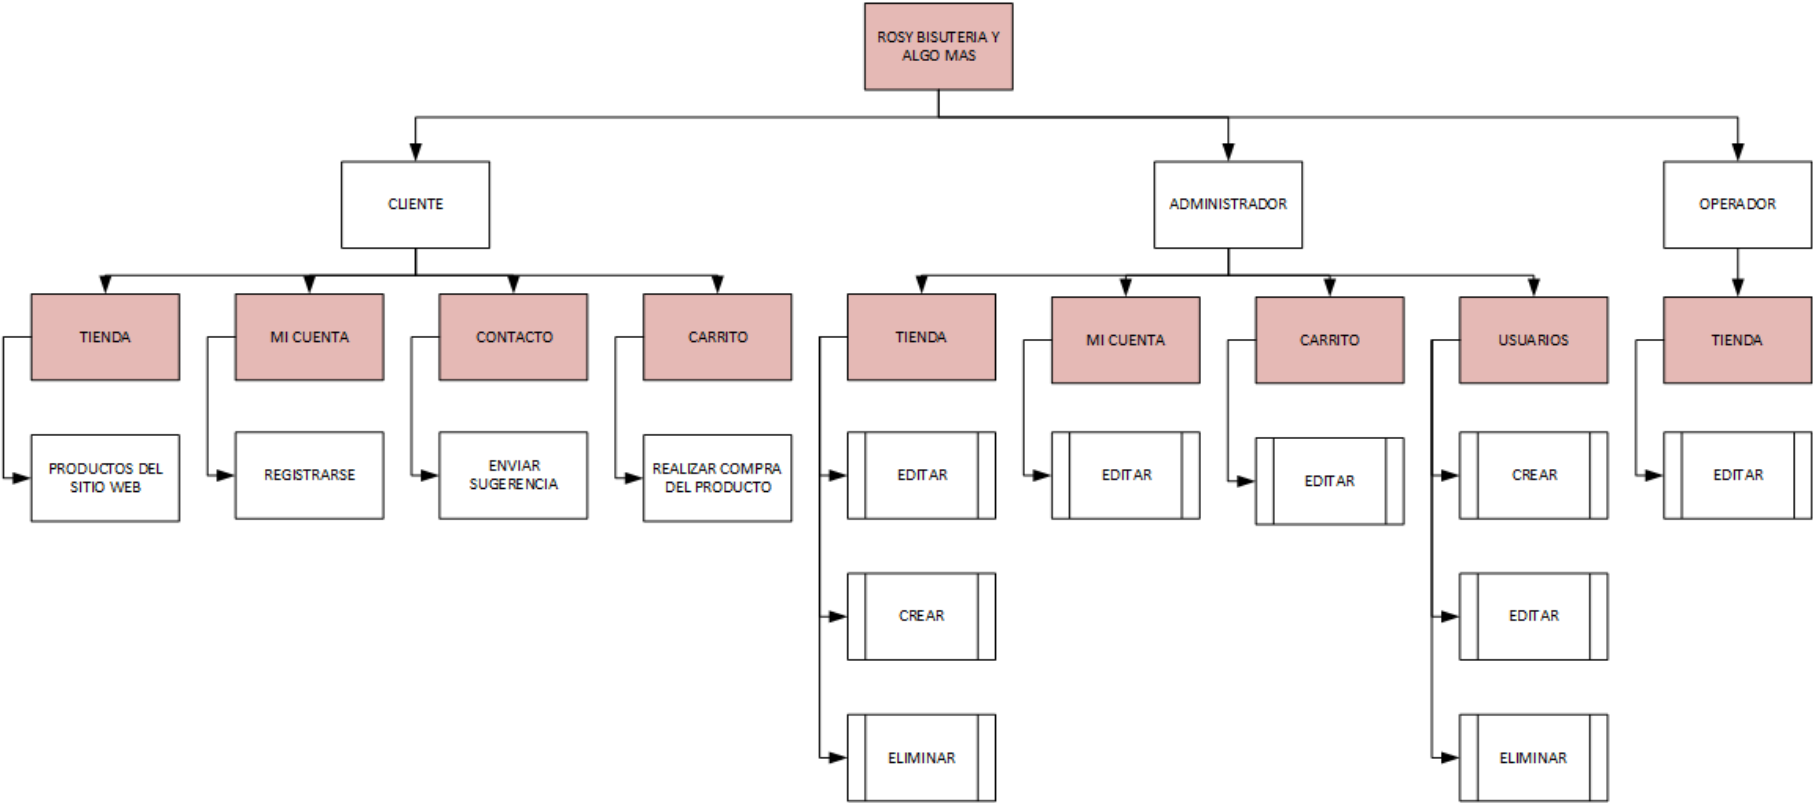 ROSY BISUTERIA Y
ALGO MAS
CLIENTE
ADMINISTRADOR
OPERADOR
TIENDA
MI CUENTA
CONTACTO
CARRITO
TIENDA
MI CUENTA
CARRITO
USUARIOS
TIENDA
PRODUCTOS DEL
SITIO WEB
REGISTRARSE
ENVIAR
SUGERENCIA
REALIZAR COMPRA
DEL PRODUCTO
EDITAR
EDITAR
EDITAR
CREAR
EDITAR
CREAR
EDITAR
ELIMINAR
ELIMINAR